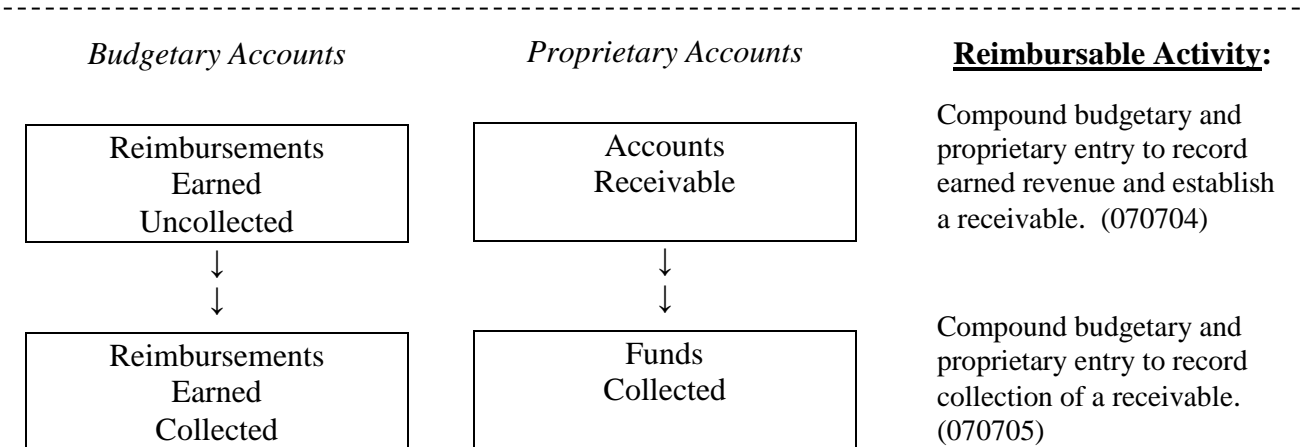 Budgetary Accounts
Proprietary Accounts
Reimbursable Activity:
Reimbursements
Earned
Uncollected
Accounts
Receivable
Compound budgetary and
proprietary entry to record
earned revenue and establish
a receivable. (070704)
↓
↓
↓
↓
Reimbursements
Earned
Collected
Funds
Collected
Compound budgetary and
proprietary entry to record
collection of a receivable.
(070705)